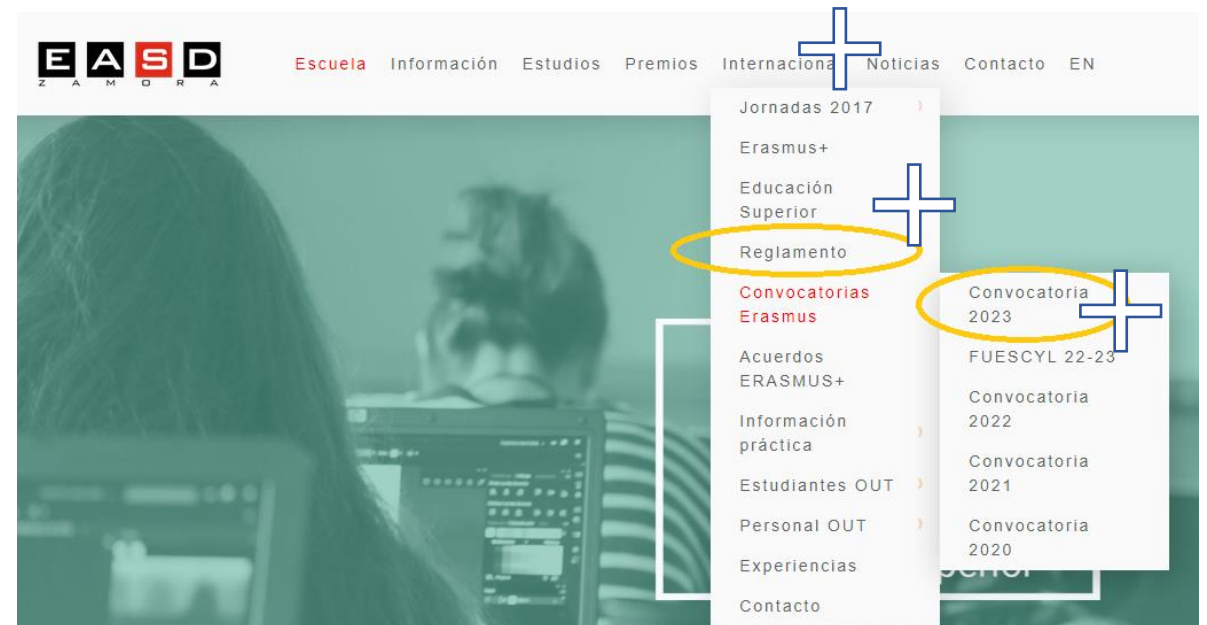 EASD
ZAMORA
Escuela Información Estudios Premios Internacional Noticias Contacto EN
Jornadas 2017
Erasmus+
Educación
Superior
Reglamento
Convocatorias
Erasmus
Acuerdos
ERASMUS+
Información
práctica
Estudiantes OUT
Personal OUT
Experiencias
Contacto
Convocatoria
2023
FUESCYL 22-23
Convocatoria
2022
Convocatoria
2021
Convocatoria
2020